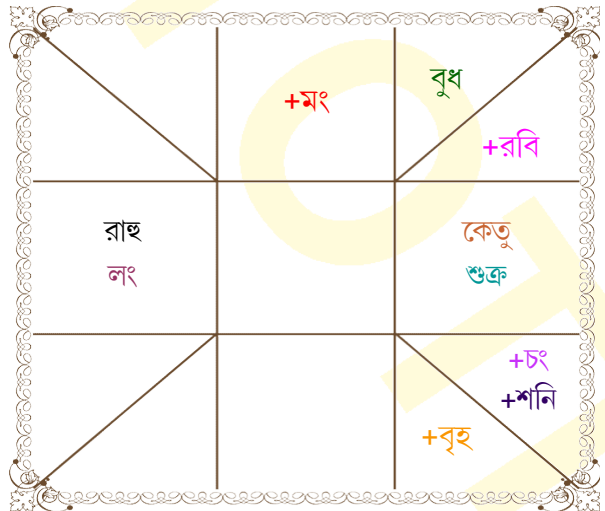 বুধ
+মং
+রবি
রাহু
লং
কেতু
শুক্র
+চং
+শনি
+বৃহ